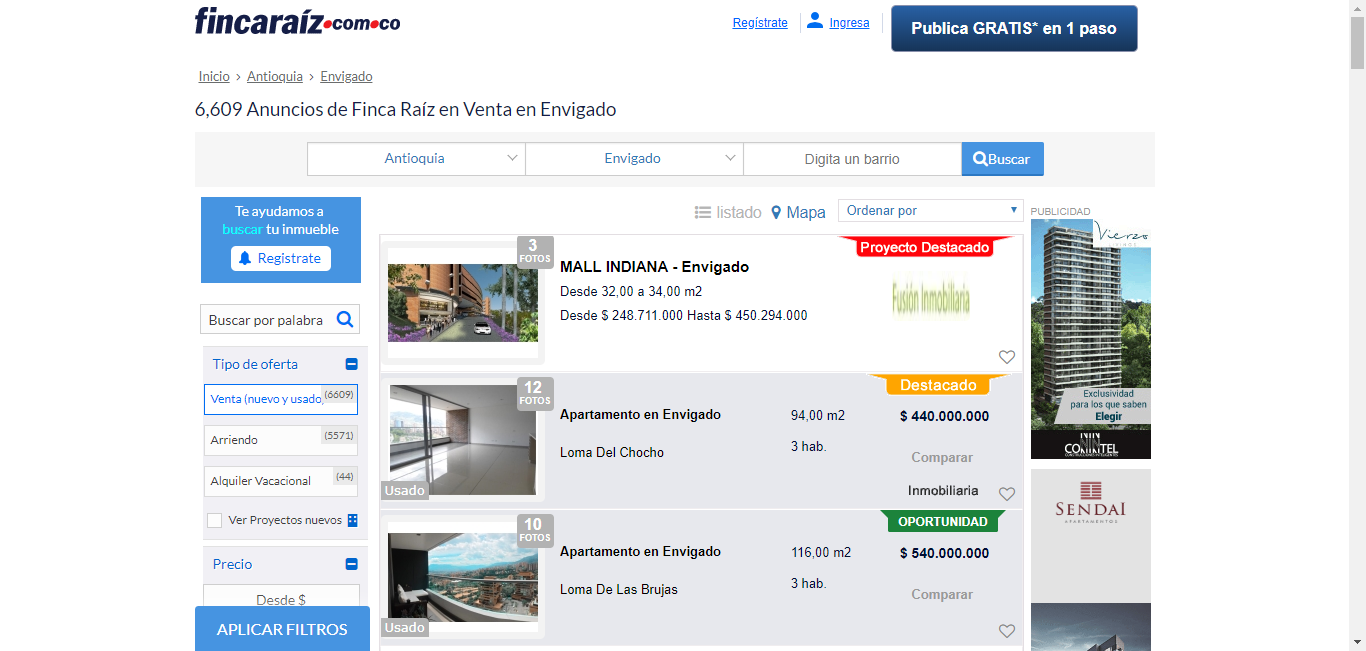 fincaraíz.com.co
Regístrate
Ingresa
Publica GRATIS* en 1 paso
Inicio › Antioquia › Envigado
6,609 Anuncios de Finca Raíz en Venta en Envigado
Antioquia
Envigado
Digita un barrio
Buscar
Te ayudamos a
buscar tu inmueble
Registrate
listado
Mapa
Ordenar por
PUBLICIDAD
Buscar por palabra
Tipo de oferta
Venta (nuevo y usado) (6609)
Arriendo (5571)
Alquiler Vacacional (44)
Ver Proyectos nuevos
Precio
Desde $
APLICAR FILTROS
3
FOTOS
MALL INDIANA - Envigado
Desde 32,00 a 34,00 m2
Desde $ 248.711.000 Hasta $ 450.294.000
Proyecto Destacado
Fusión Inmobiliaria
12
FOTOS
Usado
Apartamento en Envigado
Loma Del Chocho
94,00 m2
3 hab.
Destacado
$ 440.000.000
Comparar
Inmobiliaria
10
FOTOS
Usado
Apartamento en Envigado
Loma De Las Brujas
116,00 m2
3 hab.
OPORTUNIDAD
$ 540.000.000
Comparar
Vierzo
Exclusividad
para los que saben
Elegir
CONINTEL
CONSTRUCCIONES INTELIGENTES
SENDAI
APARTAMENTOS